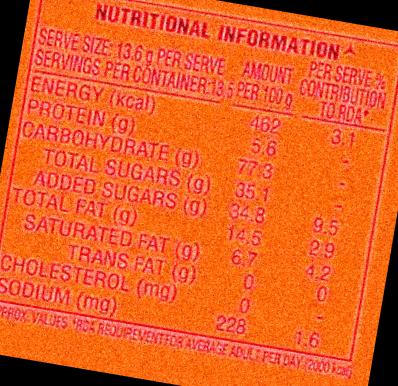 NUTRITIONAL INFORMATION ^
SERVE SIZE: 13.6 g PER SERVE
SERVINGS PER CONTAINER: 13.5
AMOUNT PER 100 g
PER SERVE % CONTRIBUTION TO RDA*
ENERGY (kcal) 462 3.1
PROTEIN (g) 5.6 -
CARBOHYDRATE (g) 77.3 -
TOTAL SUGARS (g) 35.1 -
ADDED SUGARS (g) 34.8 9.5
TOTAL FAT (g) 14.5 2.9
SATURATED FAT (g) 6.7 4.2
TRANS FAT (g) 0 0
CHOLESTEROL (mg) 0 -
SODIUM (mg) 228 1.6
PROX. VALUES *RDA REQUIREMENT FOR AVERAGE ADULT PER DAY (2000 kcal)